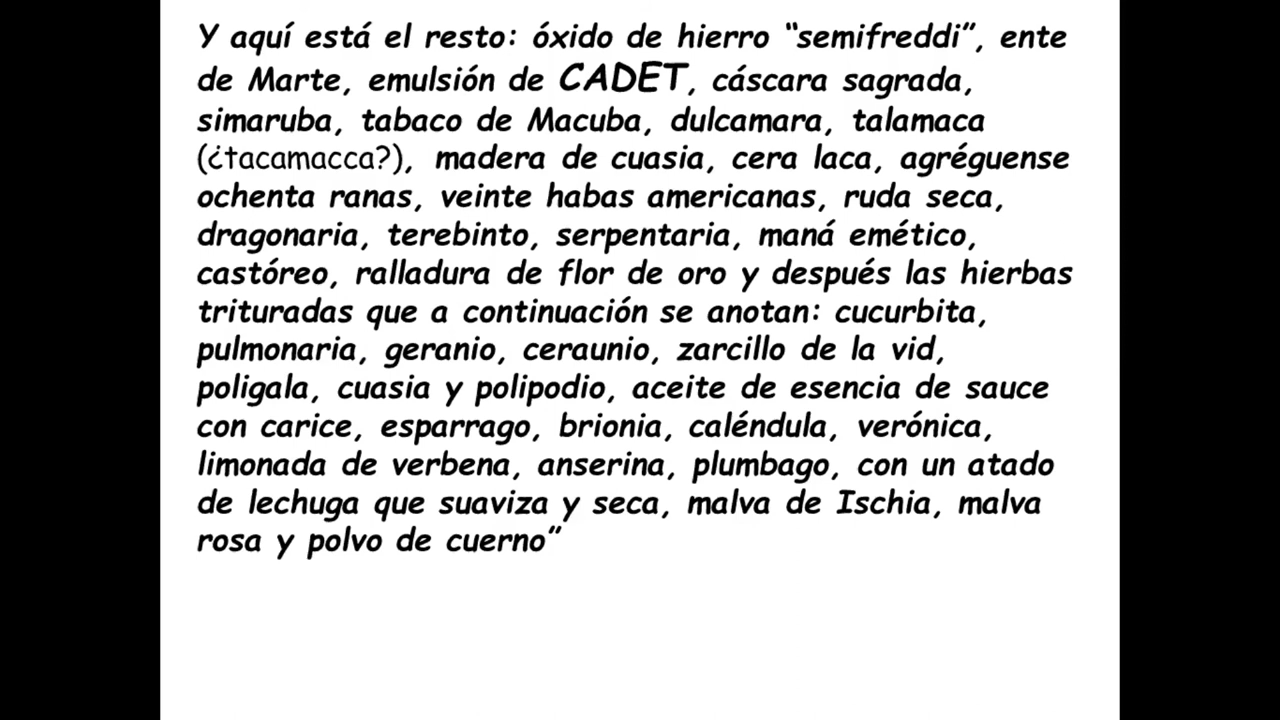 Y aquí está el resto: óxido de hierro “semifreddi”, ente
de Marte, emulsión de CADET, cáscara sagrada,
simaruba, tabaco de Macuba, dulcamara, talamaca
(¿tacamacca?), madera de cuasia, cera laca, agréguense
ochenta ranas, veinte habas americanas, ruda seca,
dragonaria, terebinto, serpentaria, maná emético,
castóreo, ralladura de flor de oro y después las hierbas
trituradas que a continuación se anotan: cucurbita,
pulmonaria, geranio, ceraunio, zarcillo de la vid,
poligala, cuasia y polipodio, aceite de esencia de sauce
con carice, esparrago, brionia, caléndula, verónica,
limonada de verbena, anserina, plumbago, con un atado
de lechuga que suaviza y seca, malva de Ischia, malva
rosa y polvo de cuerno”